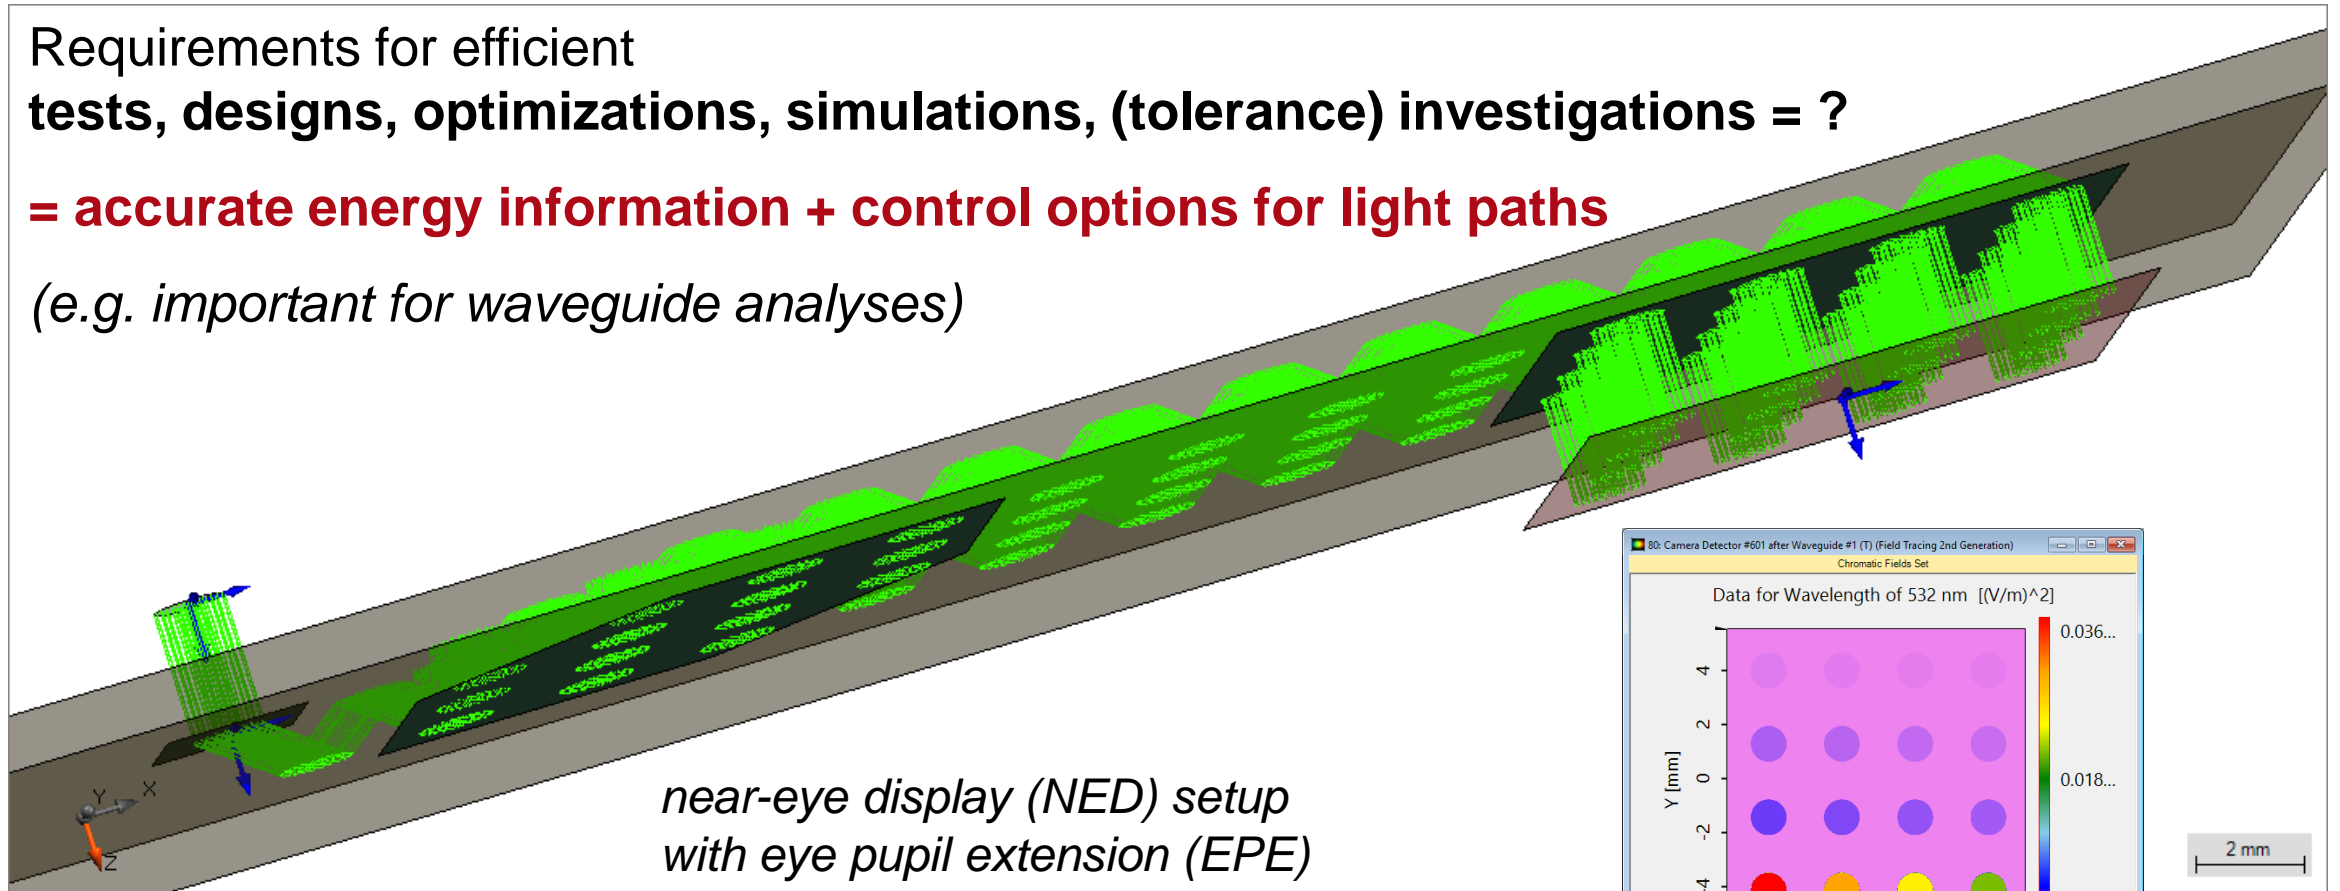 Requirements for efficient
tests, designs, optimizations, simulations, (tolerance) investigations = ?
= accurate energy information + control options for light paths
(e.g. important for waveguide analyses)
near-eye display (NED) setup
with eye pupil extension (EPE)
Y
X
Z
80: Camera Detector #601 after Waveguide #1 (T) (Field Tracing 2nd Generation)
Chromatic Fields Set
Data for Wavelength of 532 nm [(V/m)^2]
0.036...
0.018...
Y [mm]
4
2
0
-2
-4
2 mm